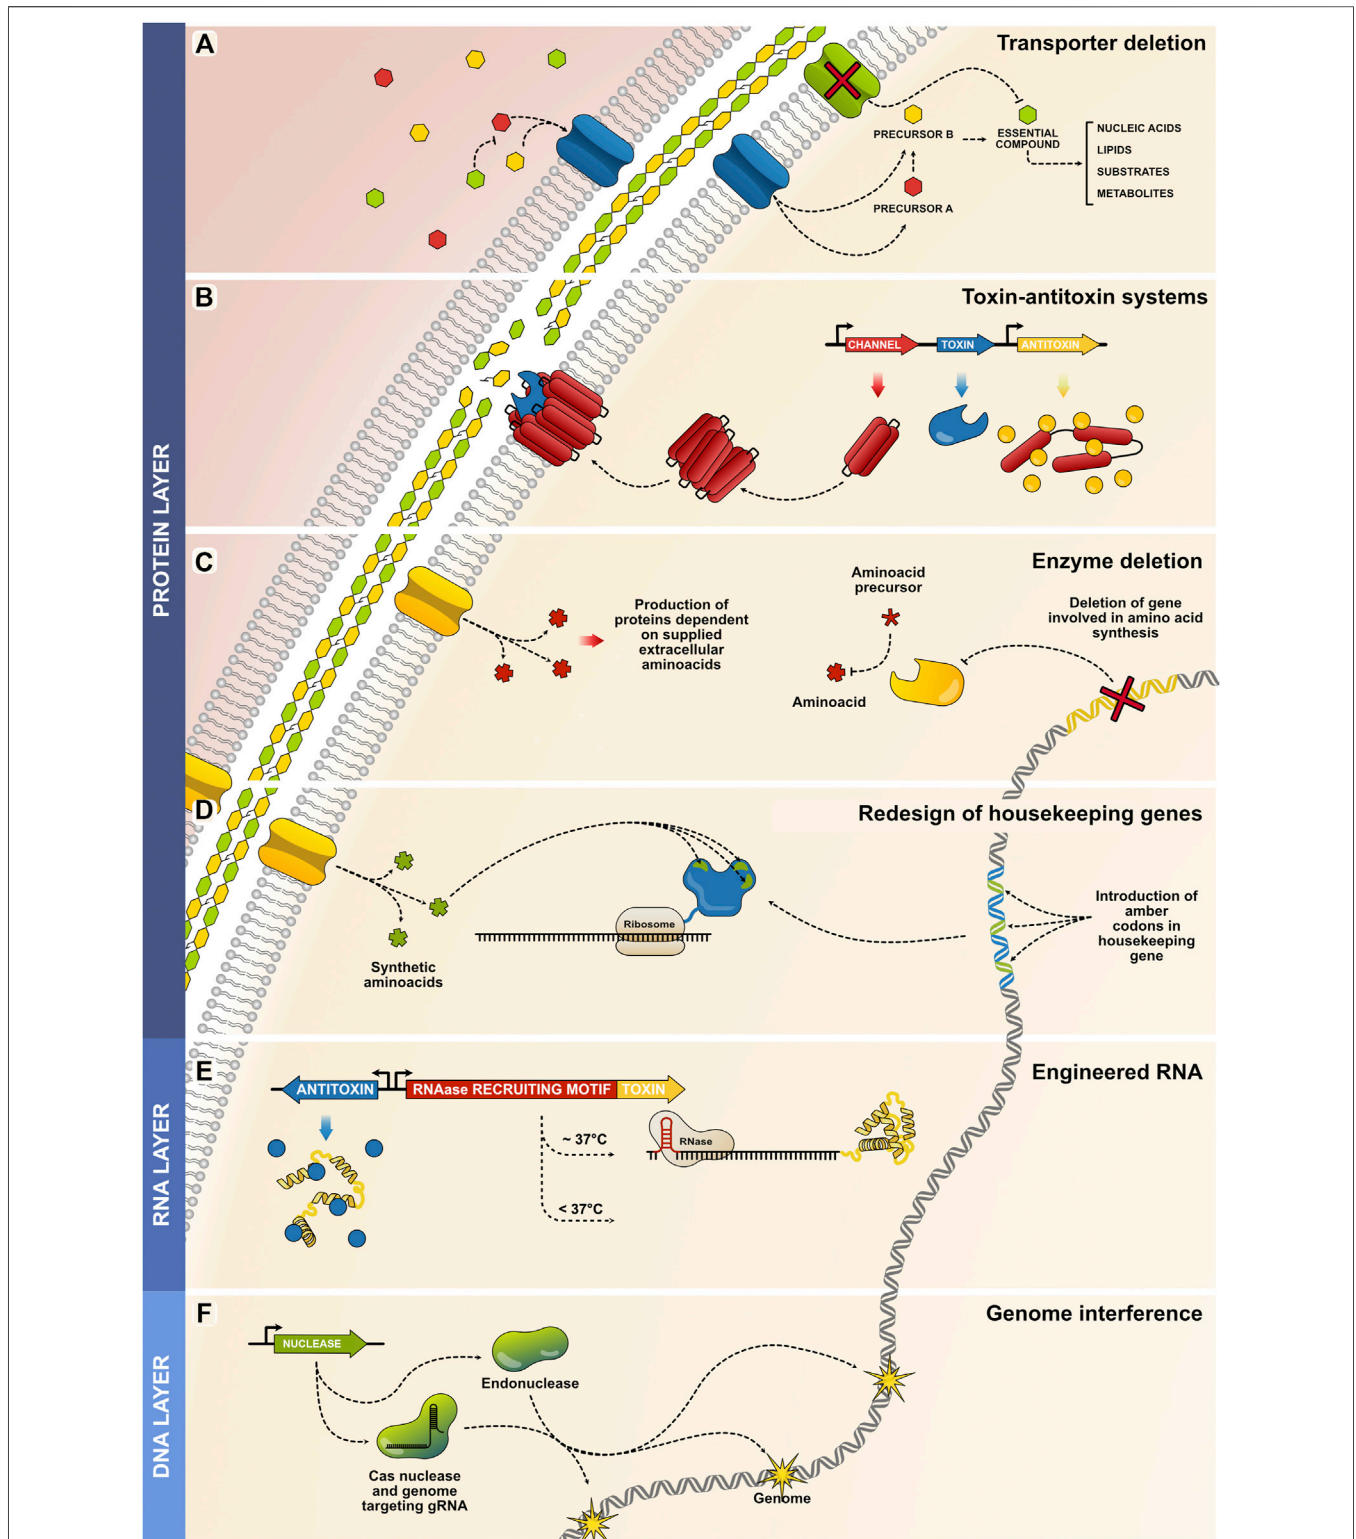 PROTEIN LAYER
A
Transporter deletion
PRECURSOR B
ESSENTIAL
COMPOUND
NUCLEIC ACIDS
LIPIDS
SUBSTRATES
METABOLITES
PRECURSOR A
B
Toxin-antitoxin systems
CHANNEL
TOXIN
ANTITOXIN
C
Enzyme deletion
Production of
proteins dependent
on supplied
extracellular
aminoacids
Aminoacid
precursor
Aminoacid
Deletion of gene
involved in amino acid
synthesis
D
Redesign of housekeeping genes
Synthetic
aminoacids
Ribosome
Introduction of
amber
codons in
housekeeping
gene
RNA LAYER
E
Engineered RNA
ANTITOXIN
RNAase RECRUITING MOTIF
TOXIN
~ 37°C
< 37°C
RNase
DNA LAYER
F
Genome interference
NUCLEASE
Endonuclease
Cas nuclease
and genome
targeting gRNA
Genome